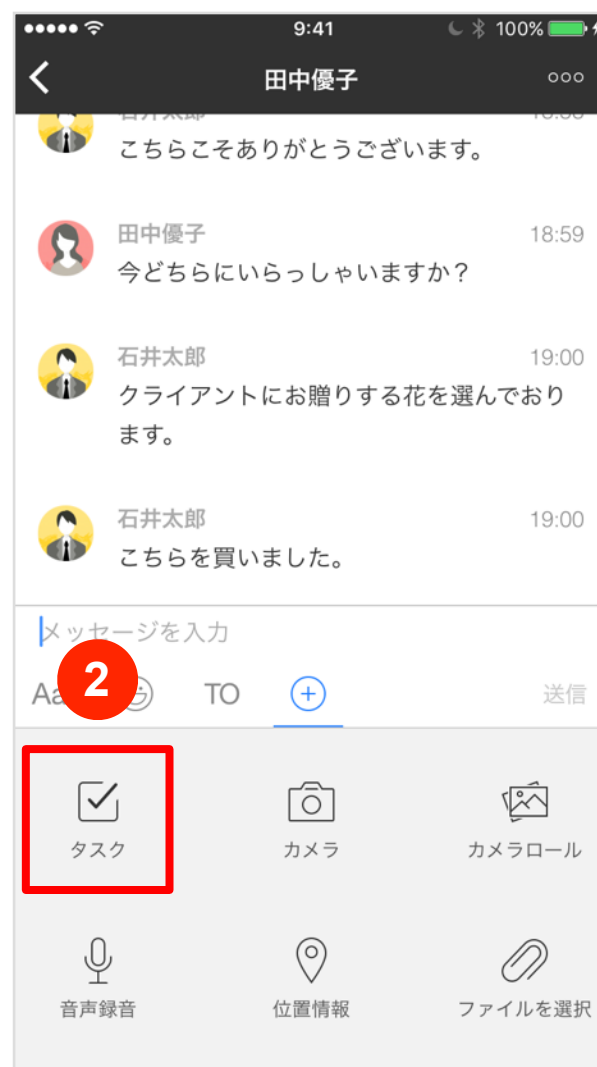 9:41
100%
田中優子
こちらこそありがとうございます。
田中優子 18:59
今どちらにいらっしゃいますか?
石井太郎 19:00
クライアントにお贈りする花を選んでおり
ます。
石井太郎 19:00
こちらを買いました。
メッセージを入力
2
TO 送信
タスク カメラ カメラロール
音声録音 位置情報 ファイルを選択